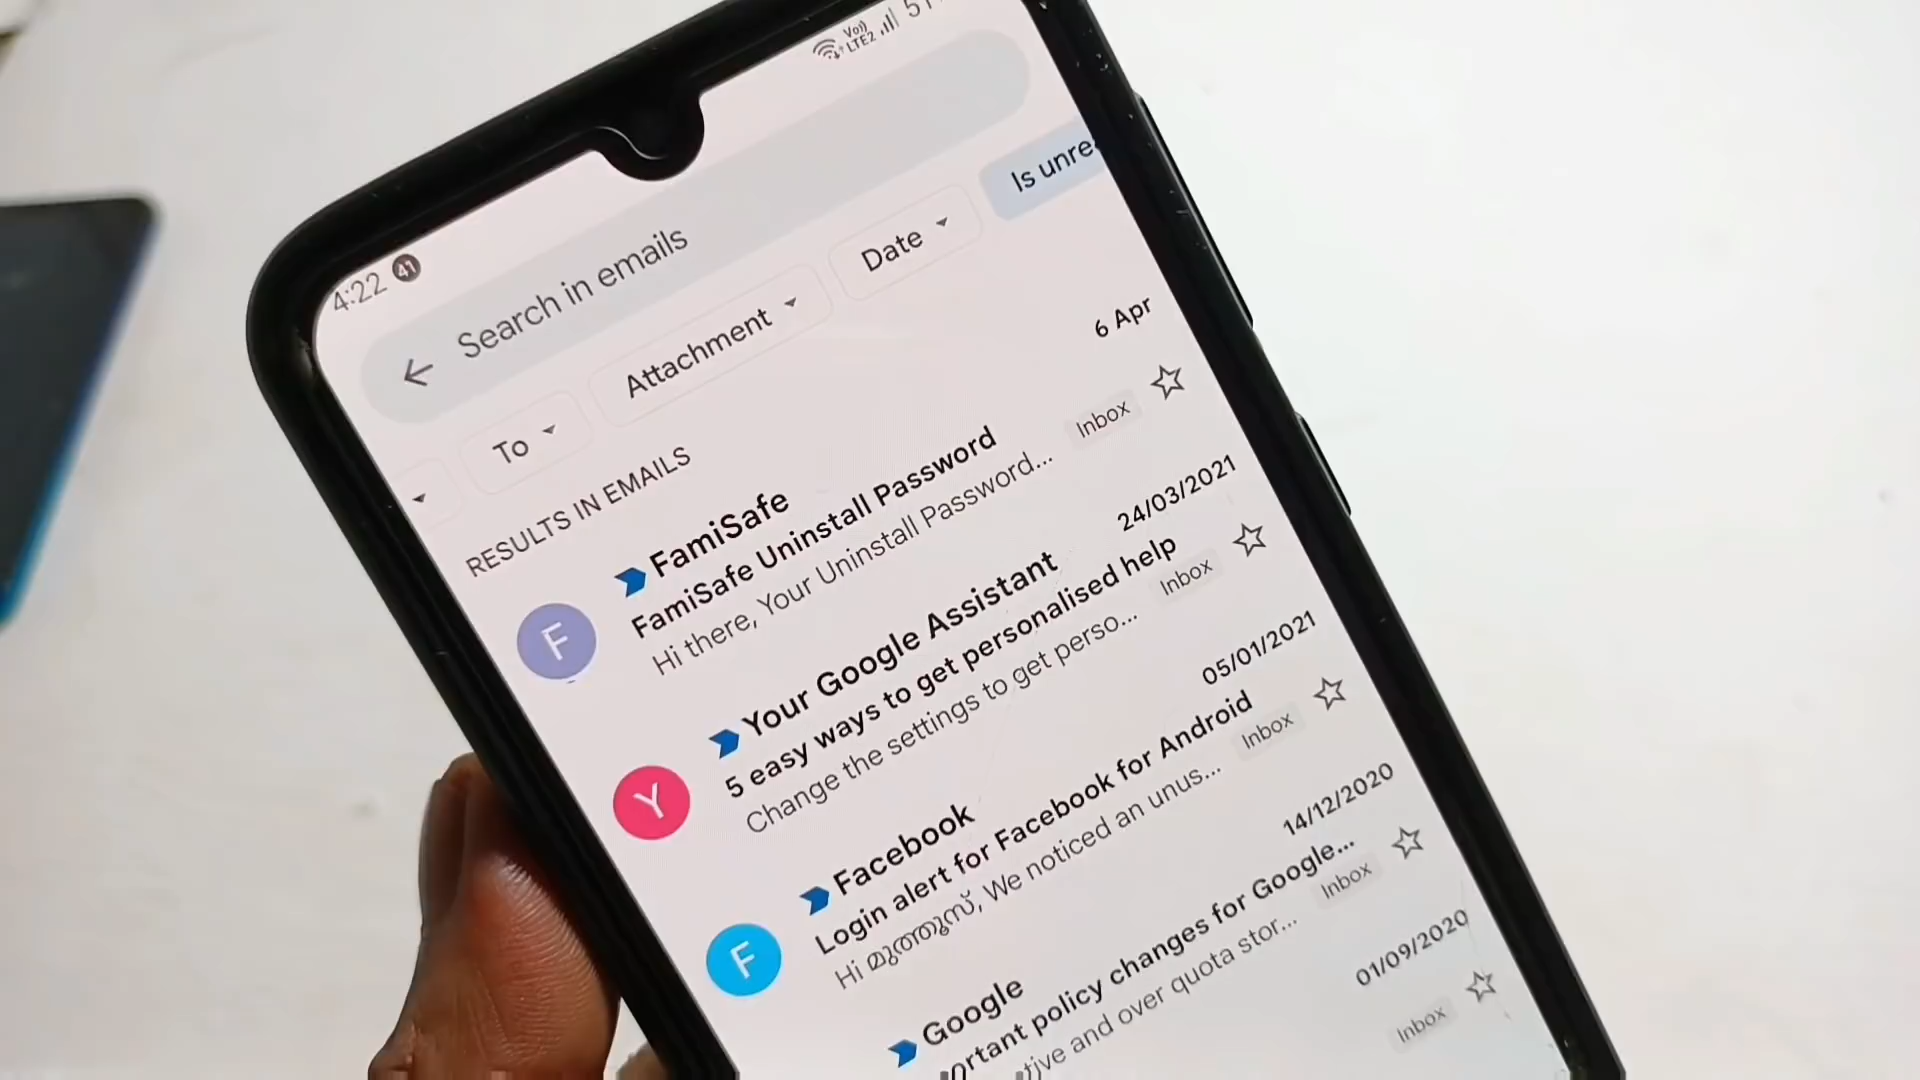 4:22 41
Vo)) LTE2
Search in emails
To Attachment Date Is unre
RESULTS IN EMAILS
F FamiSafe 6 Apr
FamiSafe Uninstall Password
Hi there, Your Uninstall Password... Inbox
Y Your Google Assistant 24/03/2021
5 easy ways to get personalised help
Change the settings to get perso... Inbox
F Facebook 05/01/2021
Login alert for Facebook for Android
Hi മുത്തൂസ്, We noticed an unus... Inbox
Google 14/12/2020
ortant policy changes for Google...
tive and over quota stor... Inbox
01/09/2020
Inbox